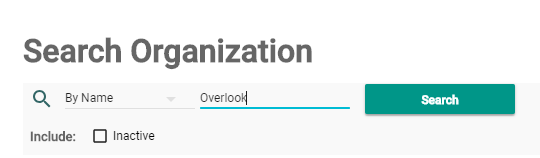 Search Organization
By Name Overlook Search
Include: Inactive